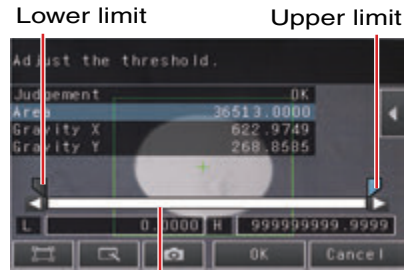 Lower limit Upper limit
Adjust the threshold.
Judgement OK
Area 36513.0000
Gravity X 622.9749
Gravity Y 268.8585
L 0.0000 H 999999999.9999
OK Cancel